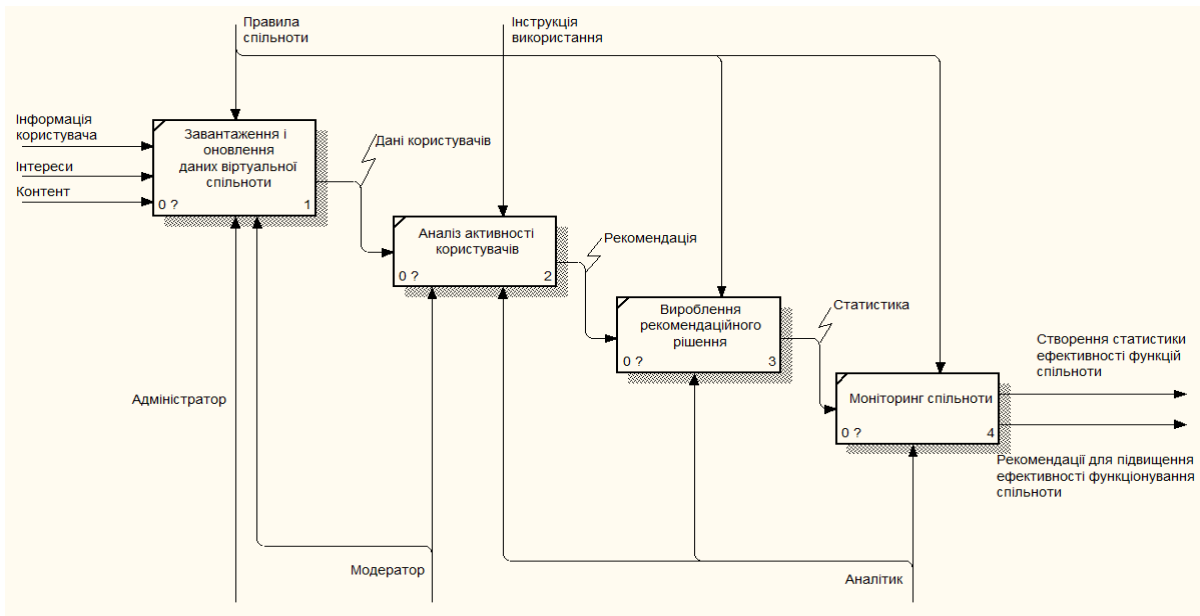 Правила
спільноти
Інструкція
використання
Інформація
користувача
Інтереси
Контент
Завантаження і
оновлення
даних віртуальної
спільноти
0 ?
1
Дані користувачів
Аналіз активності
користувачів
0 ?
2
Рекомендація
Вироблення
рекомендаційного
рішення
0 ?
3
Статистика
Моніторинг спільноти
0 ?
4
Створення статистики
ефективності функцій
спільноти
Рекомендації для підвищення
ефективності функціонування
спільноти
Адміністратор
Модератор
Аналітик